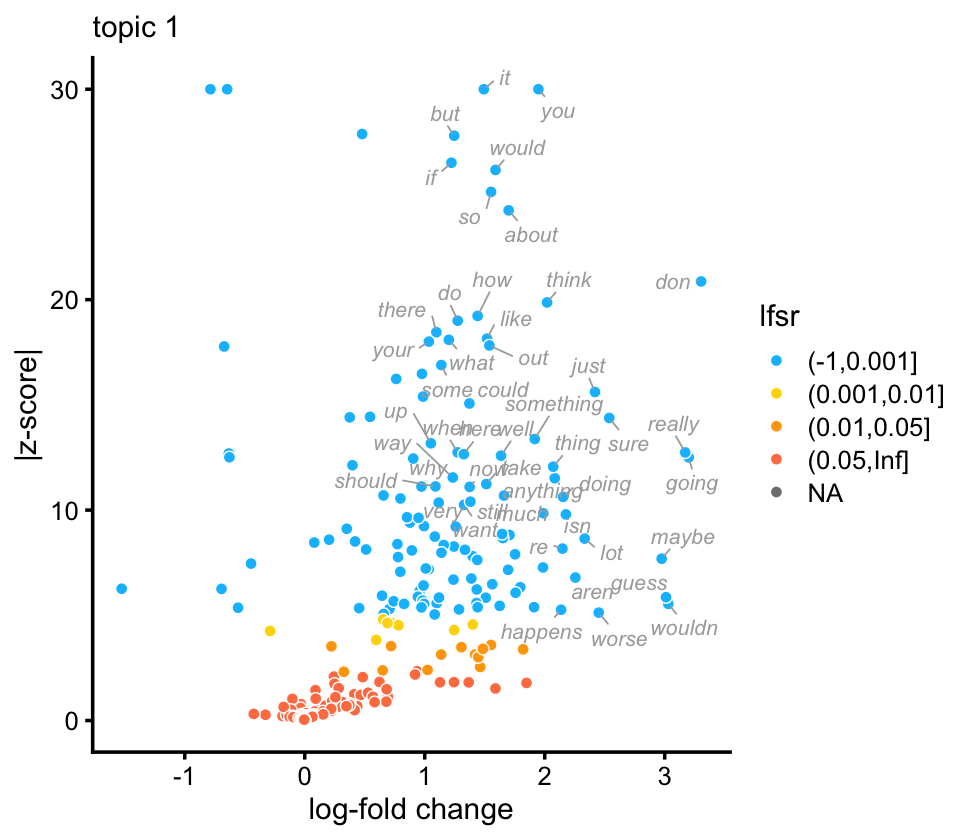 topic 1
30
it
you
but
would
if
so
about
20
don
think
how
do
there
like
your
what
out
just
some could
something
up
when
here
well
sure
really
way
thing
why
now
take
should
going
anything
doing
10
very
still
much
want
isn
lot
re
maybe
aren
guess
happens
worse
wouldn
0
-1
0
1
2
3
log-fold change
|z-score|
lfsr
(-1,0.001]
(0.001,0.01]
(0.01,0.05]
(0.05,Inf]
NA